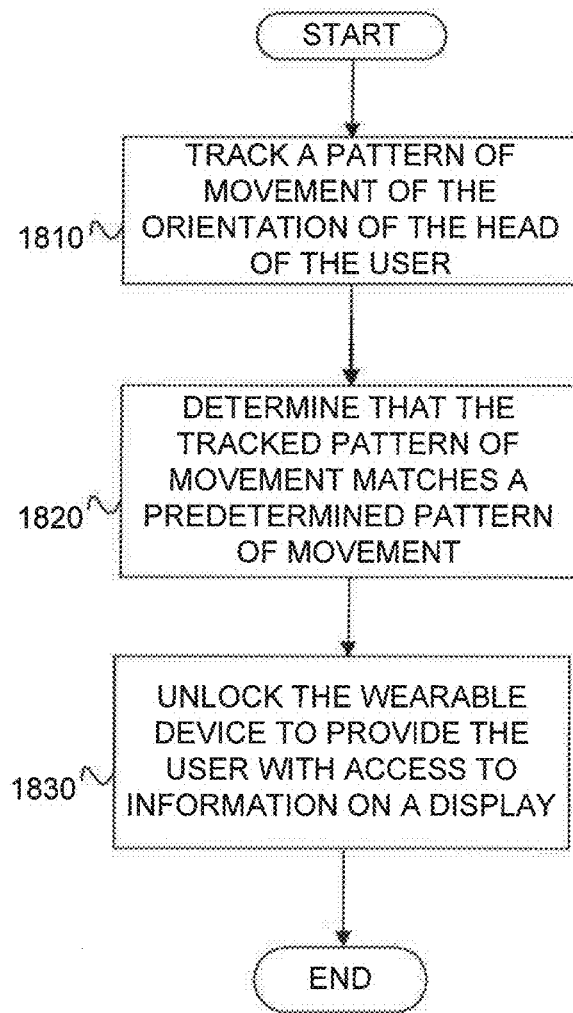 START
TRACK A PATTERN OF
MOVEMENT OF THE
ORIENTATION OF THE HEAD
OF THE USER
1810
DETERMINE THAT THE
TRACKED PATTERN OF
MOVEMENT MATCHES A
PREDETERMINED PATTERN
OF MOVEMENT
1820
UNLOCK THE WEARABLE
DEVICE TO PROVIDE THE
USER WITH ACCESS TO
INFORMATION ON A DISPLAY
1830
END